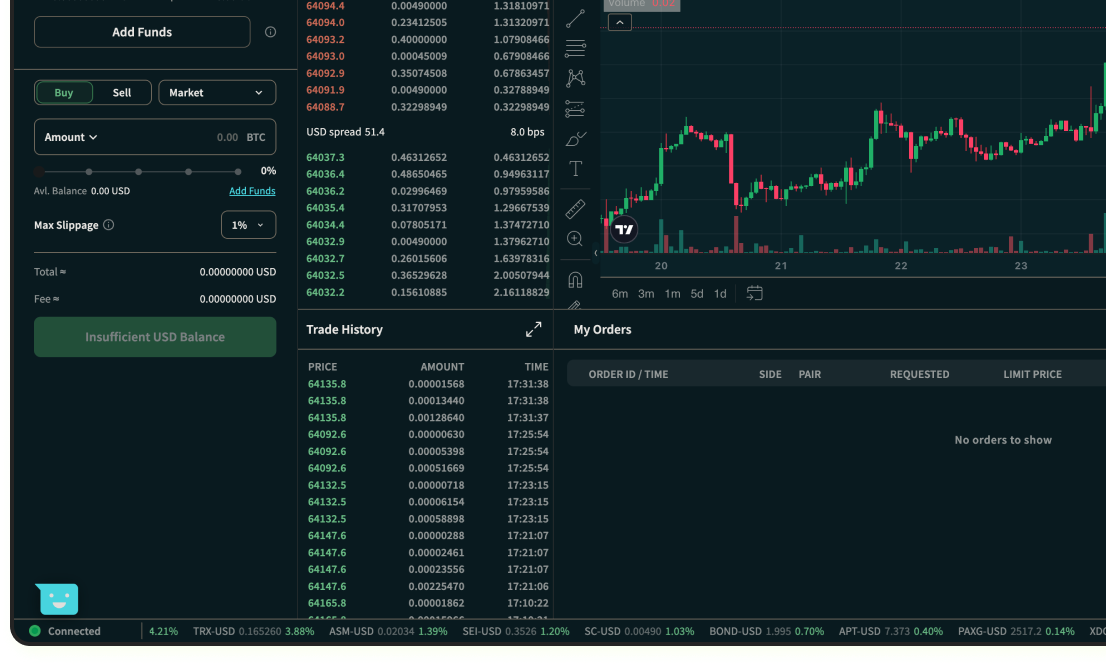 64094.4 0.00490000 1.31810971
Volume 0.02
64094.0 0.23412505 1.31320971
Add Funds
64093.2 0.40000000 1.07908466
64093.0 0.00045009 0.67908466
64092.9 0.35074508 0.67863457
Buy Sell Market
64091.9 0.00490000 0.32788949
64088.7 0.32298949 0.32298949
USD spread 51.4 8.0 bps
Amount 0.00 BTC
64037.3 0.46312652 0.46312652
0%
64036.4 0.48650465 0.94963117
Avl. Balance 0.00 USD Add Funds
64036.2 0.02996469 0.97959586
64035.4 0.31707953 1.29667539
Max Slippage 1%
64034.4 0.07805171 1.37472710
64032.9 0.00490000 1.37962710
64032.7 0.26015606 1.63978316
20 21 22 23
Total ≈ 0.00000000 USD
64032.5 0.36529628 2.00507944
64032.2 0.15610885 2.16118829
6m 3m 1m 5d 1d
Fee ≈ 0.00000000 USD
Insufficient USD Balance
Trade History
My Orders
PRICE AMOUNT TIME
ORDER ID / TIME SIDE PAIR REQUESTED LIMIT PRICE
64135.8 0.00001568 17:31:38
64135.8 0.00013440 17:31:38
64135.8 0.00128640 17:31:37
64092.6 0.00000630 17:25:54
No orders to show
64092.6 0.00005398 17:25:54
64092.6 0.00051669 17:25:54
64132.5 0.00000718 17:23:15
64132.5 0.00006154 17:23:15
64132.5 0.00058898 17:23:15
64147.6 0.00000288 17:21:07
64147.6 0.00002461 17:21:07
64147.6 0.00023556 17:21:07
64147.6 0.00225470 17:21:06
64165.8 0.00001862 17:10:22
Connected 4.21% TRX-USD 0.165260 3.88% ASM-USD 0.02034 1.39% SEI-USD 0.3526 1.20% SC-USD 0.00490 1.03% BOND-USD 1.995 0.70% APT-USD 7.373 0.40% PAXG-USD 2517.2 0.14%